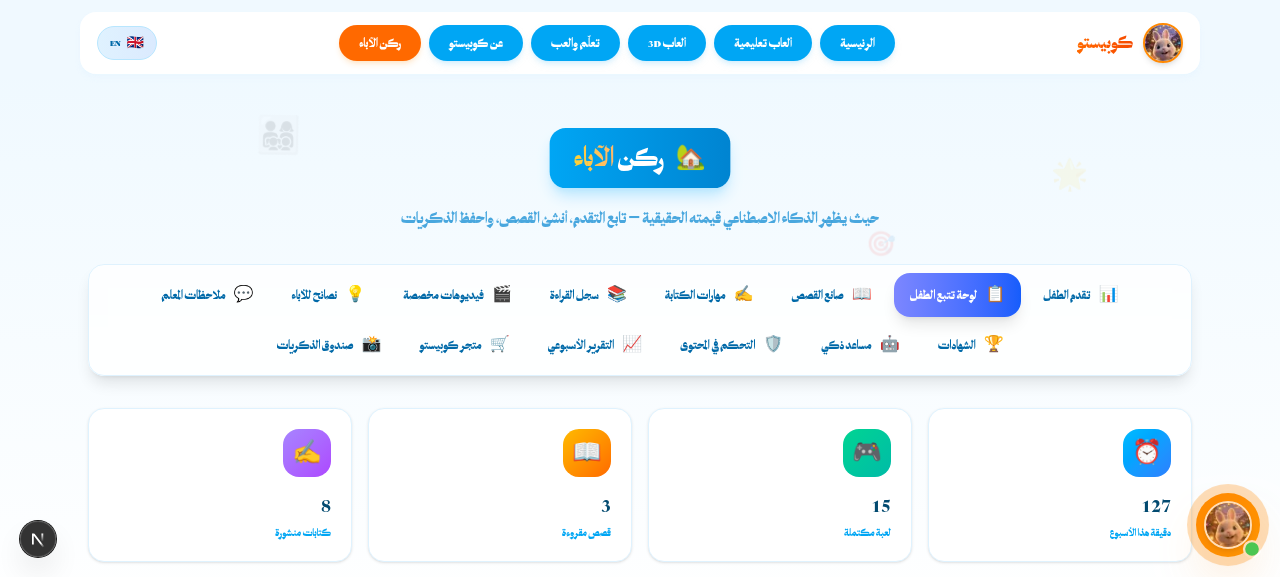 كوبيستو
الرئيسية
ألعاب تعليمية
ألعاب 3D
تعلّم والعب
عن كوبيستو
ركن الآباء
EN
ركن الآباء
حيث يظهر الذكاء الاصطناعي قيمته الحقيقية — تابع التقدم، أنشئ القصص، واحفظ الذكريات
تقدم الطفل
لوحة تتبع الطفل
صانع القصص
مهارات الكتابة
سجل القراءة
فيديوهات مخصصة
نصائح للآباء
ملاحظات المعلم
الشهادات
مساعد ذكي
التحكم في المحتوى
التقرير الأسبوعي
متجر كوبيستو
صندوق الذكريات
127
دقيقة هذا الأسبوع
15
لعبة مكتملة
3
قصص مقروءة
8
كتابات منشورة
N